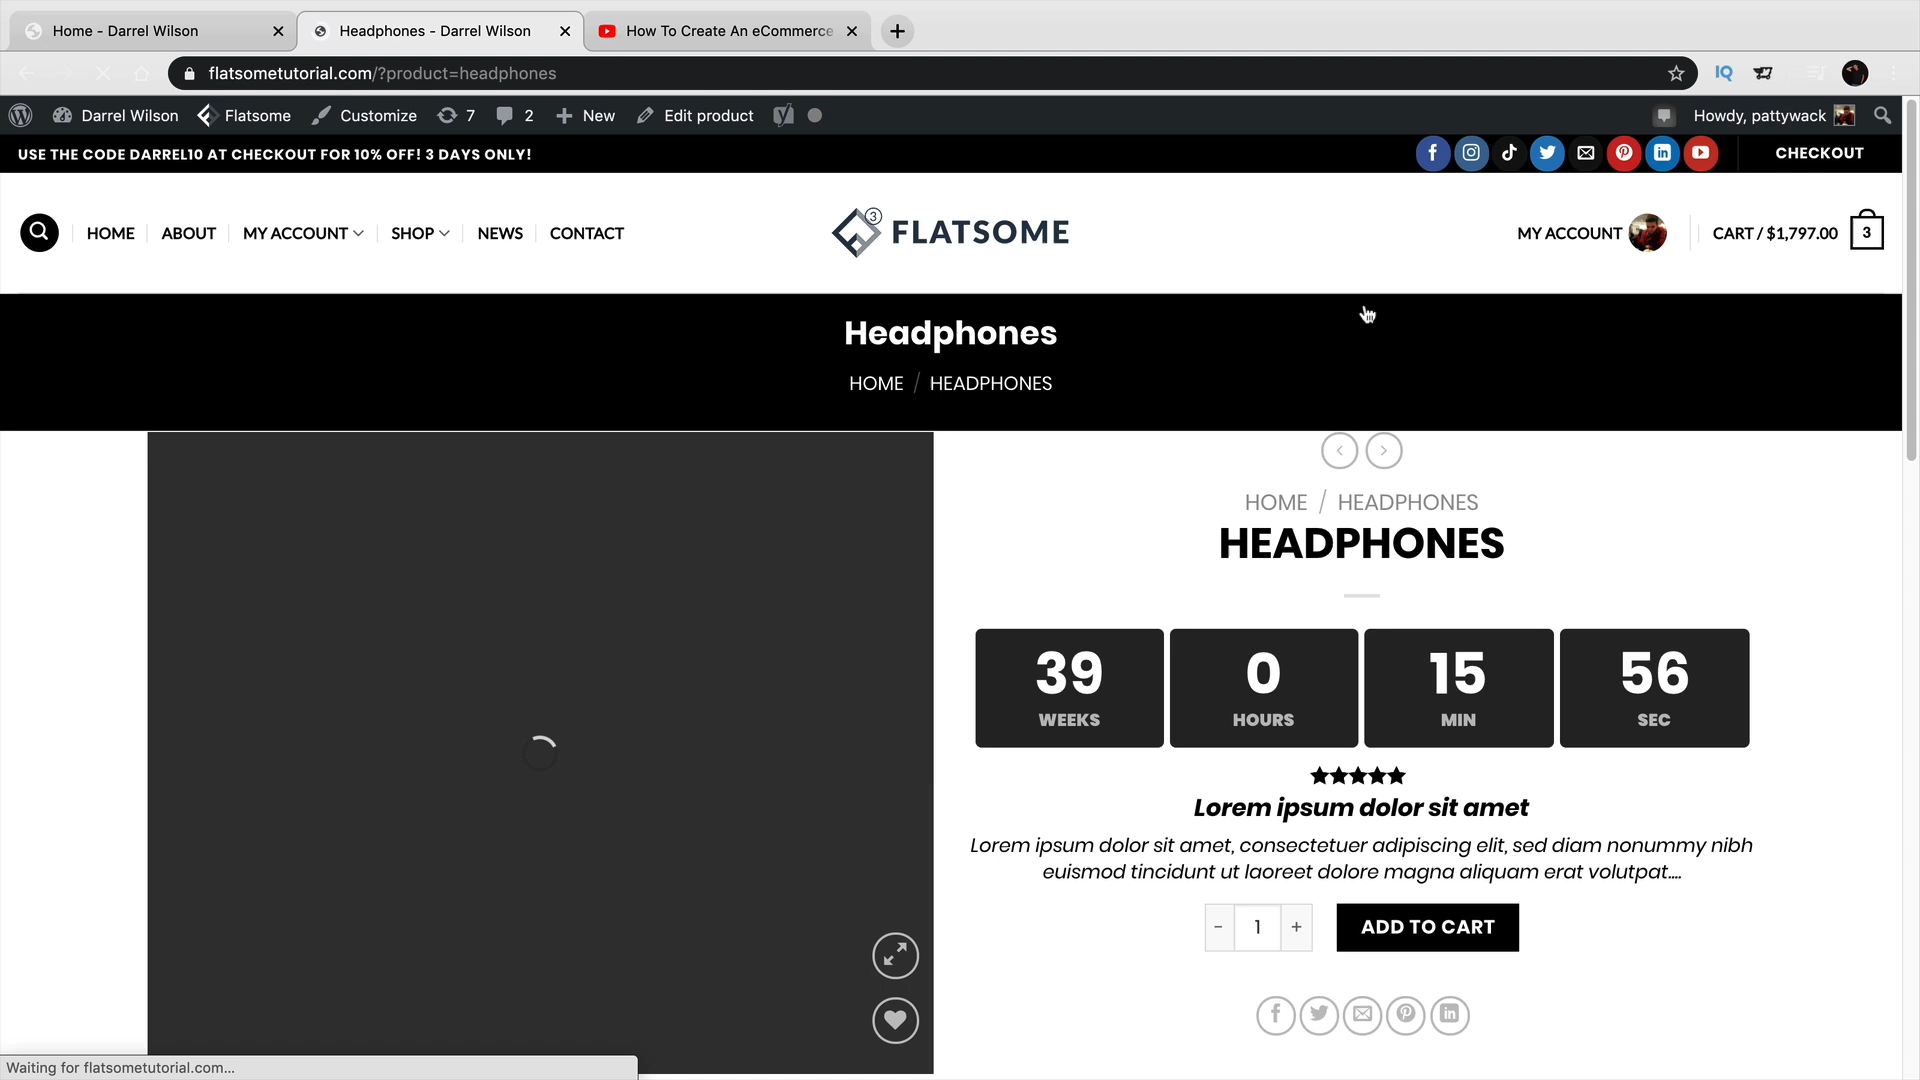 Home - Darrel Wilson
Headphones - Darrel Wilson
How To Create An eCommerce
flatsometutorial.com/?product=headphones
IQ
Darrel Wilson
Flatsome
Customize
7
2
New
Edit product
Howdy, pattywack
USE THE CODE DARREL10 AT CHECKOUT FOR 10% OFF! 3 DAYS ONLY!
CHECKOUT
HOME
ABOUT
MY ACCOUNT
SHOP
NEWS
CONTACT
3
FLATSOME
MY ACCOUNT
CART / $1,797.00
3
Headphones
HOME / HEADPHONES
HOME / HEADPHONES
HEADPHONES
39 0 15 56
WEEKS HOURS MIN SEC
Lorem ipsum dolor sit amet
Lorem ipsum dolor sit amet, consectetuer adipiscing elit, sed diam nonummy nibh
euismod tincidunt ut laoreet dolore magna aliquam erat volutpat....
- 1 +
ADD TO CART
Waiting for flatsometutorial.com...